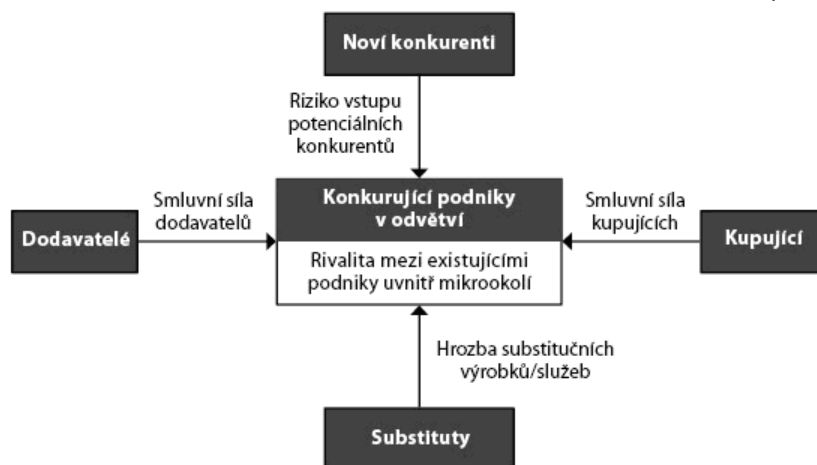 Noví konkurenti
Riziko vstupu
potenciálních
konkurentů
Dodavatelé
Smluvní síla
dodavatelů
Konkurující podniky
v odvětví
Rivalita mezi existujícími
podniky uvnitř mikrookolí
Smluvní síla
kupujících
Kupující
Hrozba substitučních
výrobků/služeb
Substituty